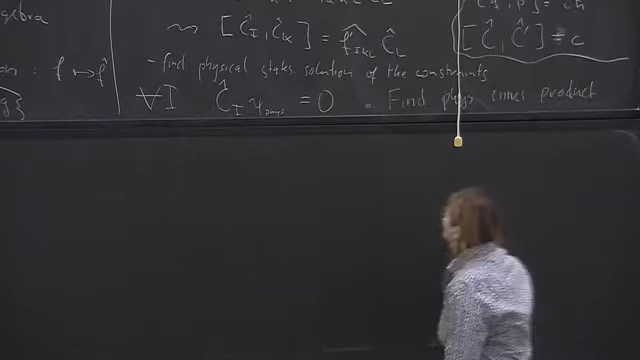 algebra
on : f ↦ f̂
~> [Ĉ_I, Ĉ_K] = f̂_IKL Ĉ_L
- find physical states solution of the constraints
∀I Ĉ_I ψ_phys = 0 . Find phys inner product
[Ĉ, Ĉ'] = c